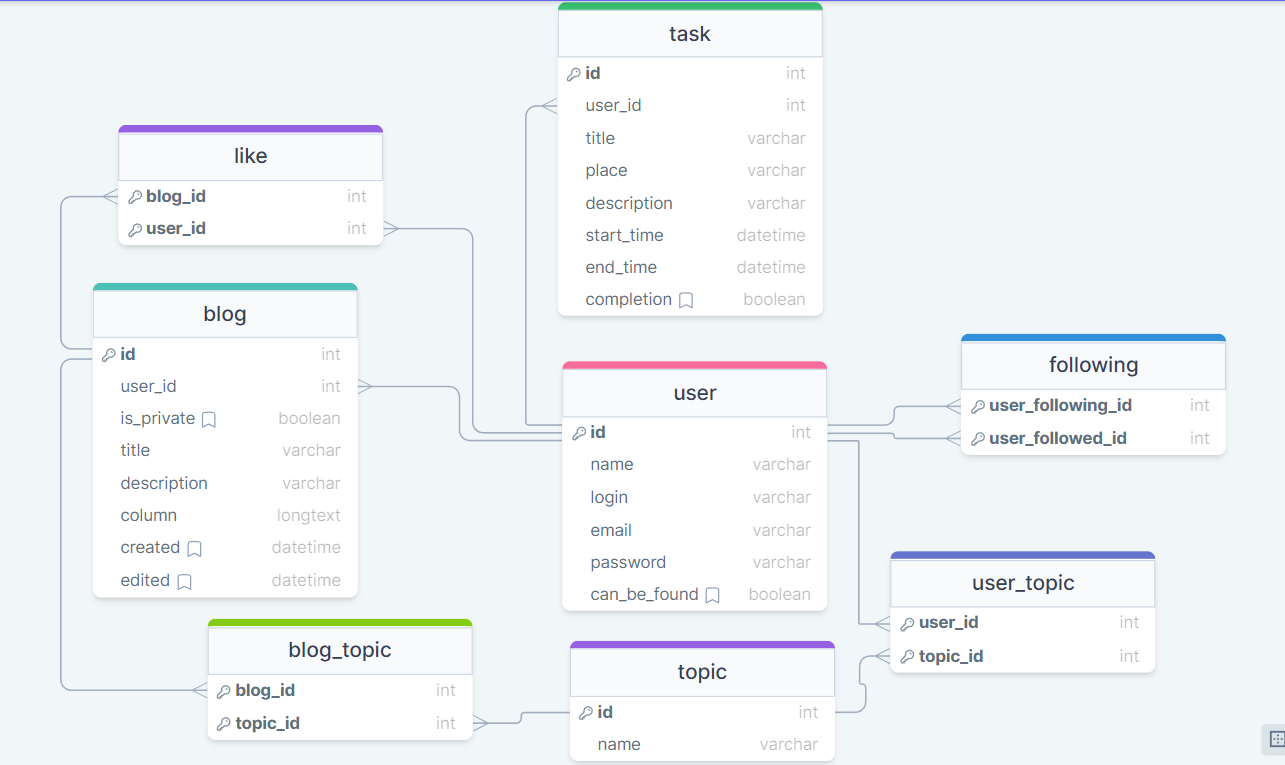 task
id int
user_id int
title varchar
place varchar
description varchar
start_time datetime
end_time datetime
completion boolean
like
blog_id int
user_id int
blog
id int
user_id int
is_private boolean
title varchar
description varchar
column longtext
created datetime
edited datetime
user
id int
name varchar
login varchar
email varchar
password varchar
can_be_found boolean
following
user_following_id int
user_followed_id int
user_topic
user_id int
topic_id int
blog_topic
blog_id int
topic_id int
topic
id int
name varchar